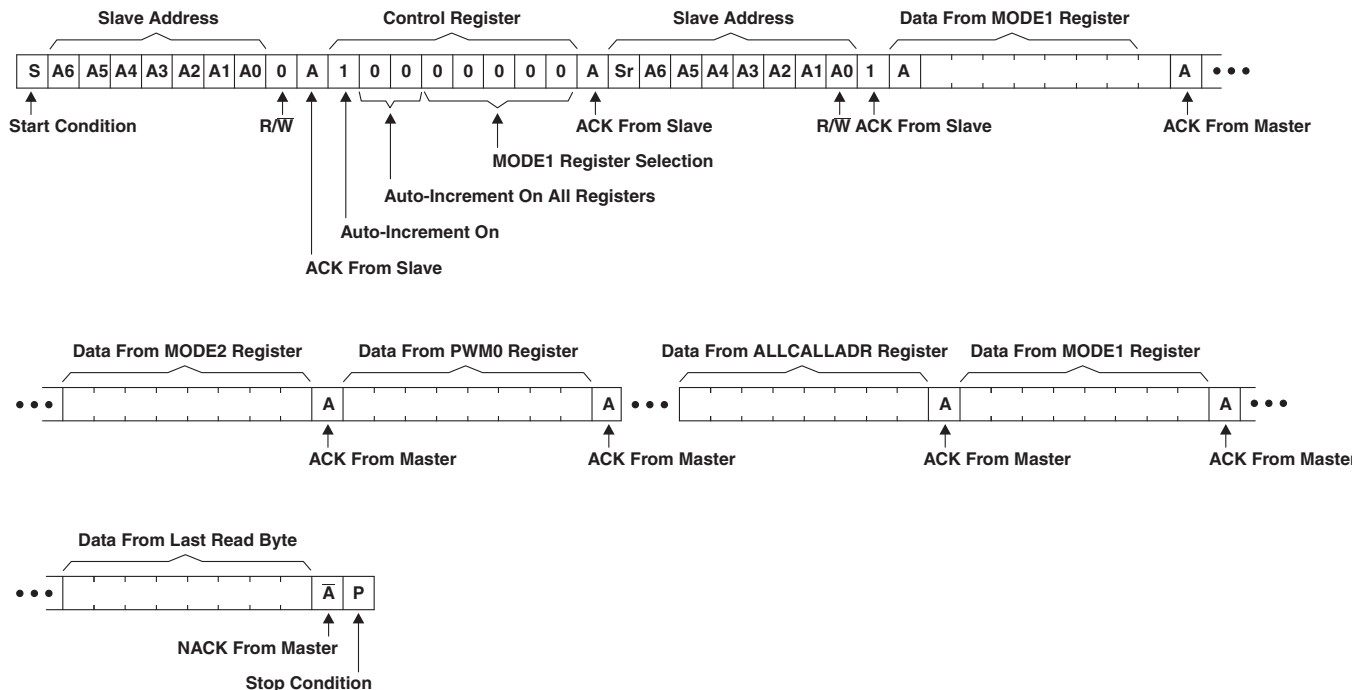 Slave Address Control Register Slave Address Data From MODE1 Register
S A6 A5 A4 A3 A2 A1 A0 0 A 1 0 0 0 0 0 0 0 A Sr A6 A5 A4 A3 A2 A1 A0 1 A A •••
Start Condition R/W̅ ACK From Slave R/W̅ ACK From Slave ACK From Master
MODE1 Register Selection
Auto-Increment On All Registers
Auto-Increment On
ACK From Slave
Data From MODE2 Register Data From PWM0 Register Data From ALLCALLADR Register Data From MODE1 Register
••• A A ••• A A •••
ACK From Master ACK From Master ACK From Master ACK From Master
Data From Last Read Byte
••• A̅ P
NACK From Master
Stop Condition